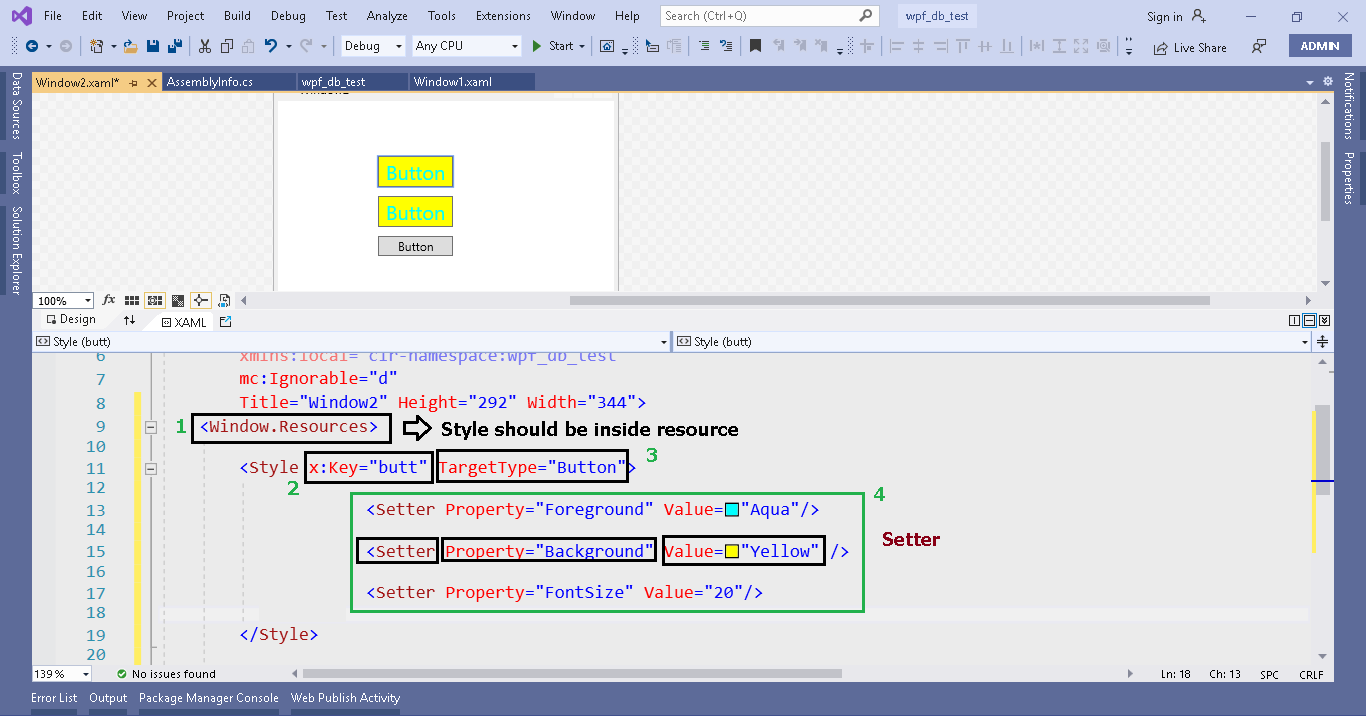 File Edit View Project Build Debug Test Analyze Tools Extensions Window Help Search (Ctrl+Q) wpf_db_test Sign in
Debug Any CPU Start Live Share ADMIN
Window2.xaml* AssemblyInfo.cs wpf_db_test Window1.xaml
Data Sources
Toolbox
Solution Explorer
Notifications
Properties
Window2
Button
Button
Button
100% fx
Design XAML
Style (butt) Style (butt)
6 xmlns:local="clr-namespace:wpf_db_test"
7 mc:Ignorable="d"
8 Title="Window2" Height="292" Width="344">
9 1 <Window.Resources> Style should be inside resource
10
11 <Style x:Key="butt" TargetType="Button"> 3
12 2
13 <Setter Property="Foreground" Value="Aqua"/> 4
14
15 <Setter Property="Background" Value="Yellow" /> Setter
16
17 <Setter Property="FontSize" Value="20"/>
18
19 </Style>
20
139 % No issues found Ln: 18 Ch: 13 SPC CRLF
Error List Output Package Manager Console Web Publish Activity